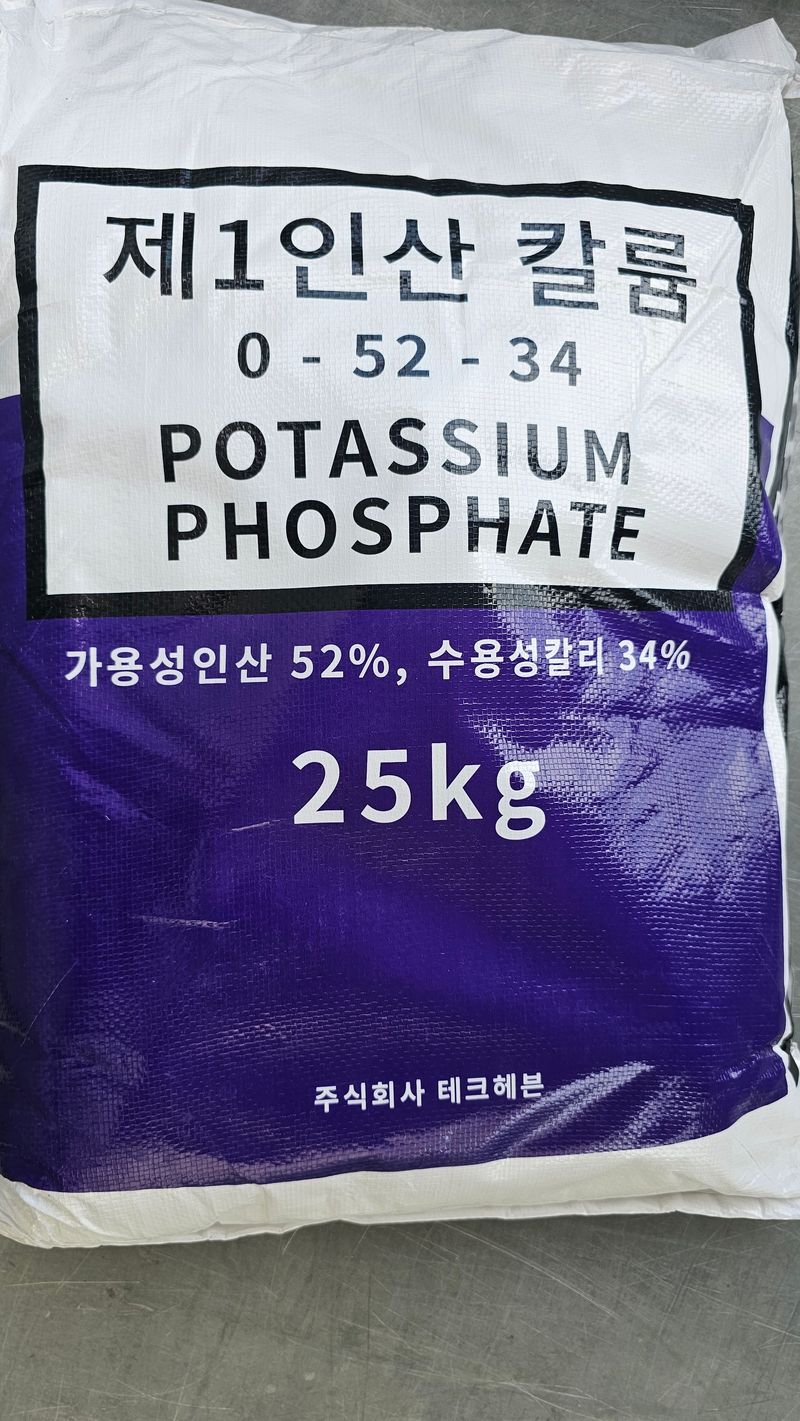 제1인산 칼륨
0 - 52 - 34
POTASSIUM
PHOSPHATE
가용성인산 52%, 수용성칼리 34%
25kg
주식회사 테크헤븐